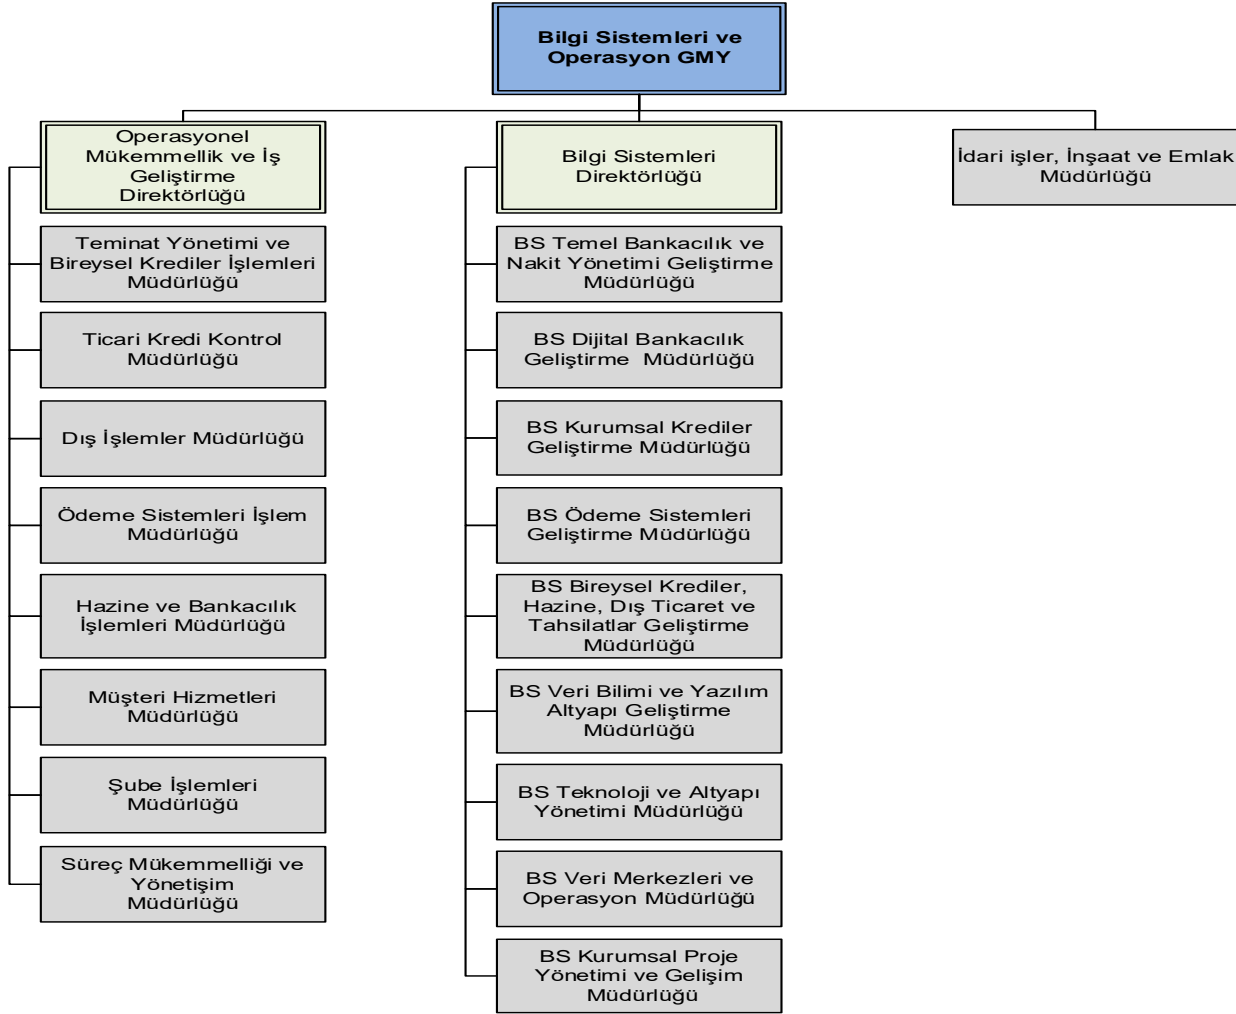 Bilgi Sistemleri ve
Operasyon GMY
Operasyonel
Mükemmellik ve İş
Geliştirme
Direktörlüğü
Teminat Yönetimi ve
Bireysel Krediler İşlemleri
Müdürlüğü
Ticari Kredi Kontrol
Müdürlüğü
Dış İşlemler Müdürlüğü
Ödeme Sistemleri İşlem
Müdürlüğü
Hazine ve Bankacılık
İşlemleri Müdürlüğü
Müşteri Hizmetleri
Müdürlüğü
Şube İşlemleri
Müdürlüğü
Süreç Mükemmelliği ve
Yönetişim
Müdürlüğü
Bilgi Sistemleri
Direktörlüğü
BS Temel Bankacılık ve
Nakit Yönetimi Geliştirme
Müdürlüğü
BS Dijital Bankacılık
Geliştirme Müdürlüğü
BS Kurumsal Krediler
Geliştirme Müdürlüğü
BS Ödeme Sistemleri
Geliştirme Müdürlüğü
BS Bireysel Krediler,
Hazine, Dış Ticaret ve
Tahsilatlar Geliştirme
Müdürlüğü
BS Veri Bilimi ve Yazılım
Altyapı Geliştirme
Müdürlüğü
BS Teknoloji ve Altyapı
Yönetimi Müdürlüğü
BS Veri Merkezleri ve
Operasyon Müdürlüğü
BS Kurumsal Proje
Yönetimi ve Gelişim
Müdürlüğü
İdari işler, İnşaat ve Emlak
Müdürlüğü